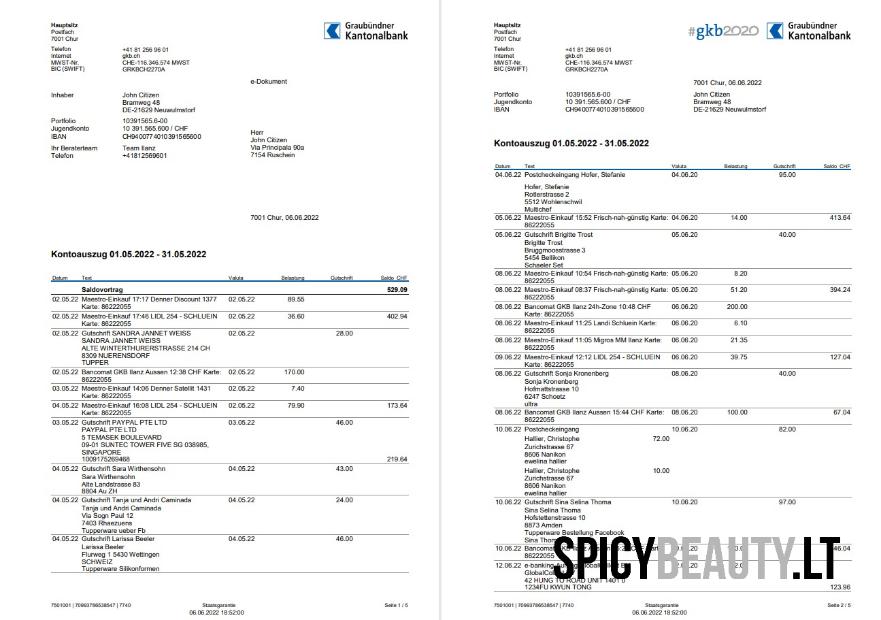 Hauptsitz
Postfach
7001 Chur
Graubündner
Kantonalbank
Telefon +41 81 256 96 01
Internet gkb.ch
MWST-Nr. CHE-116.346.574 MWST
BIC (SWIFT) GRKBCH2270A
e-Dokument
Inhaber John Citizen
Bramweg 48
DE-21629 Neuwulmstorf
Portfolio 10391565.6-00
Jugendkonto 10 391.565.600 / CHF
IBAN CH9400774010391565600
Ihr Beraterteam Team Ilanz
Telefon +41812569601
Herr
John Citizen
Via Principala 90a
7154 Ruschein
7001 Chur, 06.06.2022
Kontoauszug 01.05.2022 - 31.05.2022
Datum Text Valuta Belastung Gutschrift Saldo CHF
Saldovortrag 529.09
02.05.22 Maestro-Einkauf 17:17 Denner Discount 1377 02.05.22 89.55
Karte: 86222055
02.05.22 Maestro-Einkauf 17:46 LIDL 254 - SCHLUEIN 02.05.22 36.60 402.94
Karte: 86222055
02.05.22 Gutschrift SANDRA JANNET WEISS 02.05.22 28.00
SANDRA JANNET WEISS
ALTE WINTERTHURERSTRASSE 214 CH
8309 NUERENSDORF
TUPPER
02.05.22 Bancomat GKB Ilanz Aussen 12:38 CHF Karte: 02.05.22 170.00
86222055
03.05.22 Maestro-Einkauf 14:06 Denner Satellit 1431 02.05.22 7.40
Karte: 86222055
04.05.22 Maestro-Einkauf 16:08 LIDL 254 - SCHLUEIN 02.05.22 79.90 173.64
Karte: 86222055
03.05.22 Gutschrift PAYPAL PTE LTD 03.05.22 46.00
PAYPAL PTE LTD
5 TEMASEK BOULEVARD
09-01 SUNTEC TOWER FIVE SG 038985,
SINGAPORE
1009175269468 219.64
04.05.22 Gutschrift Sara Wirthensohn 04.05.22 43.00
Sara Wirthensohn
Alte Landstrasse 83
8804 Au ZH
04.05.22 Gutschrift Tanja und Andri Caminada 04.05.22 24.00
Tanja und Andri Caminada
Via Sogn Paul 12
7403 Rhaezuens
Tupperware ueber Fb
04.05.22 Gutschrift Larissa Beeler 04.05.22 46.00
Larissa Beeler
Flurweg 1 5430 Wettingen
SCHWEIZ
Tupperware Silikonformen
7501001 | 70993786538547 | 7740 Staatsgarantie Seite 1 / 5
06.06.2022 18:52:00
Hauptsitz
Postfach
7001 Chur
#gkb2020 Graubündner
Kantonalbank
Telefon +41 81 256 96 01
Internet gkb.ch
MWST-Nr. CHE-116.346.574 MWST
BIC (SWIFT) GRKBCH2270A
7001 Chur, 06.06.2022
Portfolio 10391565.6-00 John Citizen
Jugendkonto 10 391.565.600 / CHF Bramweg 48
IBAN CH9400774010391565600 DE-21629 Neuwulmstorf
Kontoauszug 01.05.2022 - 31.05.2022
Datum Text Valuta Belastung Gutschrift Saldo CHF
04.06.22 Postcheckeingang Hofer, Stefanie 04.06.20 95.00
Hofer, Stefanie
Rotlerstrasse 2
5512 Wohlenschwil
Multichef
05.06.22 Maestro-Einkauf 15:52 Frisch-nah-günstig Karte: 04.06.20 14.00 413.64
86222055
05.06.22 Gutschrift Brigitte Trost 05.06.20 40.00
Brigitte Trost
Bruggmoosstrasse 3
5454 Bellikon
Schaeler Set
08.06.22 Maestro-Einkauf 10:54 Frisch-nah-günstig Karte: 05.06.20 8.20
86222055
08.06.22 Maestro-Einkauf 08:37 Frisch-nah-günstig Karte: 05.06.20 51.20 394.24
86222055
08.06.22 Bancomat GKB Ilanz 24h-Zone 10:48 CHF 06.06.20 200.00
Karte: 86222055
08.06.22 Maestro-Einkauf 11:25 Landi Schluein Karte: 06.06.20 6.10
86222055
08.06.22 Maestro-Einkauf 11:05 Migros MM Ilanz Karte: 06.06.20 21.35
86222055
09.06.22 Maestro-Einkauf 12:12 LIDL 254 - SCHLUEIN 06.06.20 39.75 127.04
Karte: 86222055
08.06.22 Gutschrift Sonja Kronenberg 08.06.20 40.00
Sonja Kronenberg
Hofmattstrasse 10
6247 Schoetz
ultra
08.06.22 Bancomat GKB Ilanz Aussen 15:44 CHF Karte: 08.06.20 100.00 67.04
86222055
10.06.22 Postcheckeingang 10.06.20 82.00
Hallier, Christophe 72.00
Zurichstrasse 67
8606 Nanikon
ewelina hallier
Hallier, Christophe 10.00
Zurichstrasse 67
8606 Nanikon
ewelina hallier
10.06.22 Gutschrift Sina Selina Thoma 10.06.20 97.00
Sina Selina Thoma
Hofstettenstrasse 10
8873 Amden
Tupperware Bestellung Facebook
Sina
10.06.22 Bancomat
12.06.22 e-banking
42 HUNG TO ROAD UNIT
1234FU KWUN TONG 123.96
SPICYBEAUTY.LT
7501001 | 70993786538547 | 7740 Staatsgarantie Seite 2 / 5
06.06.2022 18:52:00